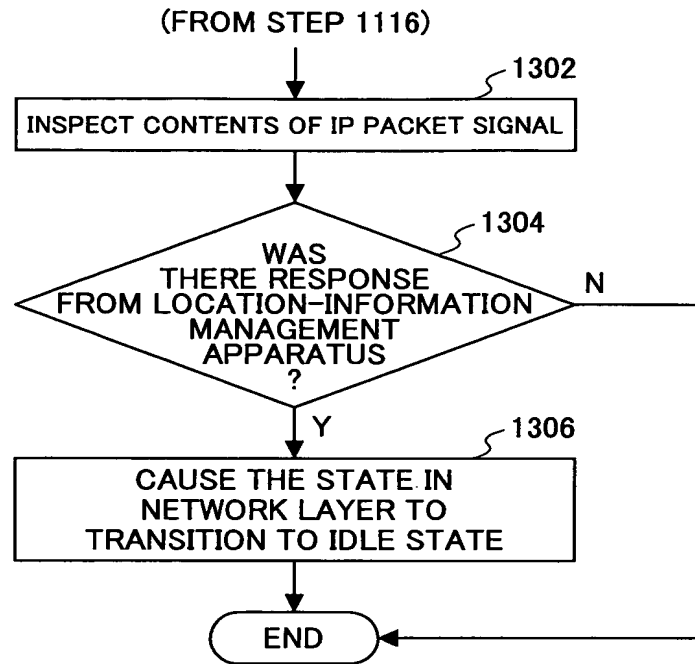 (FROM STEP 1116)
1302
INSPECT CONTENTS OF IP PACKET SIGNAL
1304
WAS
THERE RESPONSE
FROM LOCATION-INFORMATION
MANAGEMENT
APPARATUS
?
N
Y
1306
CAUSE THE STATE IN
NETWORK LAYER TO
TRANSITION TO IDLE STATE
END